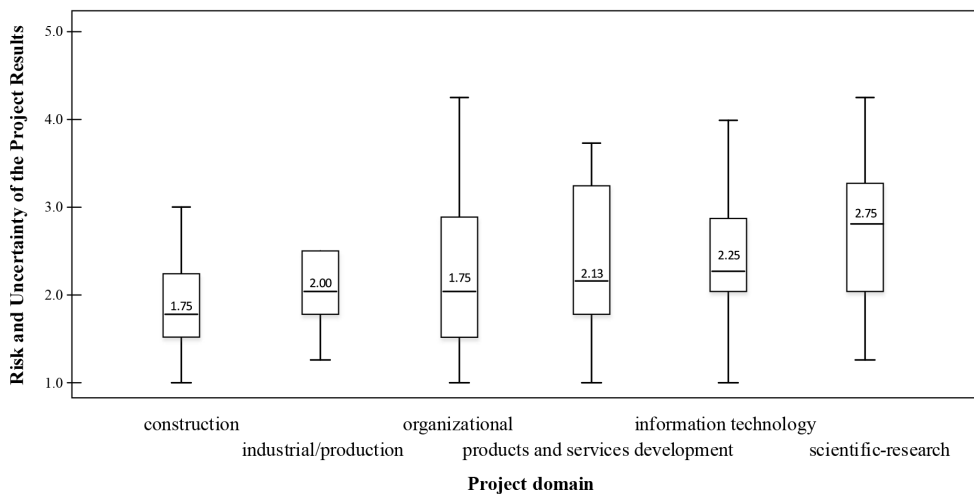 Risk and Uncertainty of the Project Results
5.0
4.0
3.0
2.0
1.0
1.75
2.00
1.75
2.13
2.25
2.75
construction
industrial/production
organizational
products and services development
information technology
scientific-research
Project domain